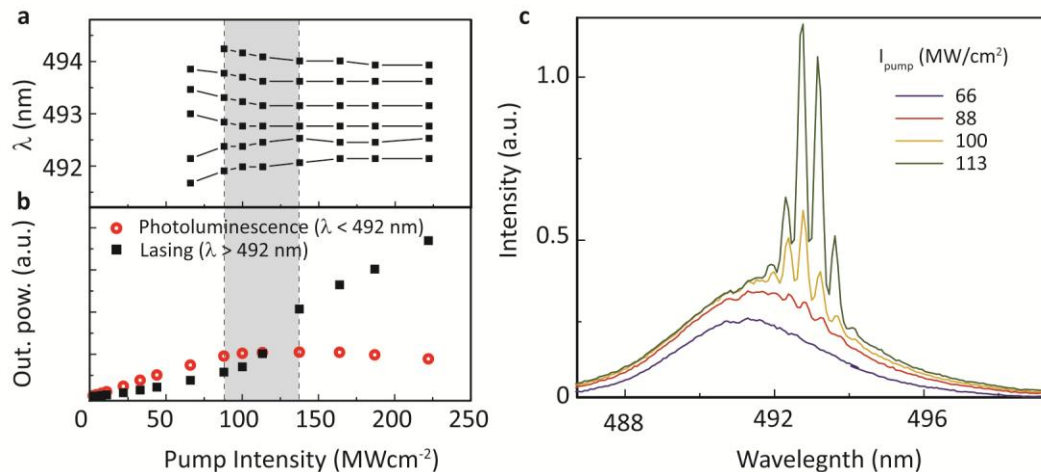 a
494
493
492
λ (nm)
b
Photoluminescence (λ < 492 nm)
Lasing (λ > 492 nm)
Out. pow. (a.u.)
0 50 100 150 200 250
Pump Intensity (MWcm-2)
c
I pump (MW/cm²)
66
88
100
113
1.0
0.5
0
Intensity (a.u.)
488 492 496
Wavelegnth (nm)